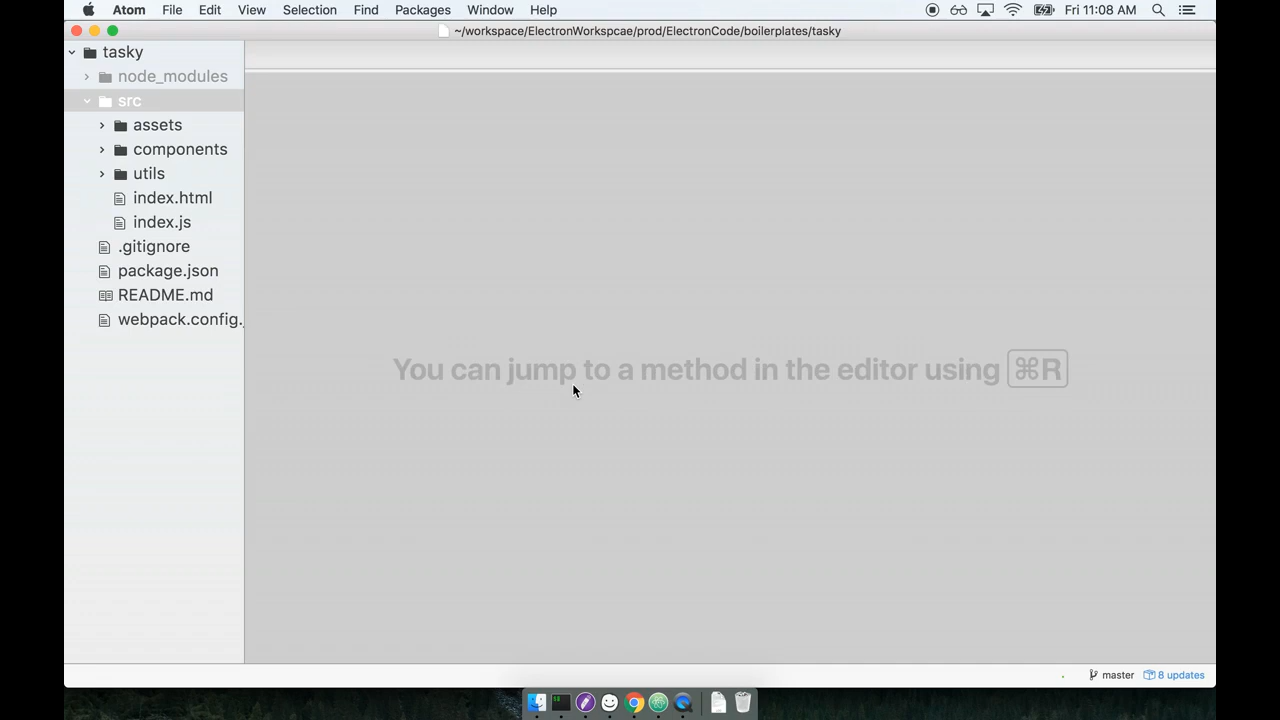 Atom File Edit View Selection Find Packages Window Help Fri 11:08 AM
~/workspace/ElectronWorkspcae/prod/ElectronCode/boilerplates/tasky
tasky
node_modules
src
assets
components
utils
index.html
index.js
.gitignore
package.json
README.md
webpack.config.
You can jump to a method in the editor using ⌘R
master 8 updates